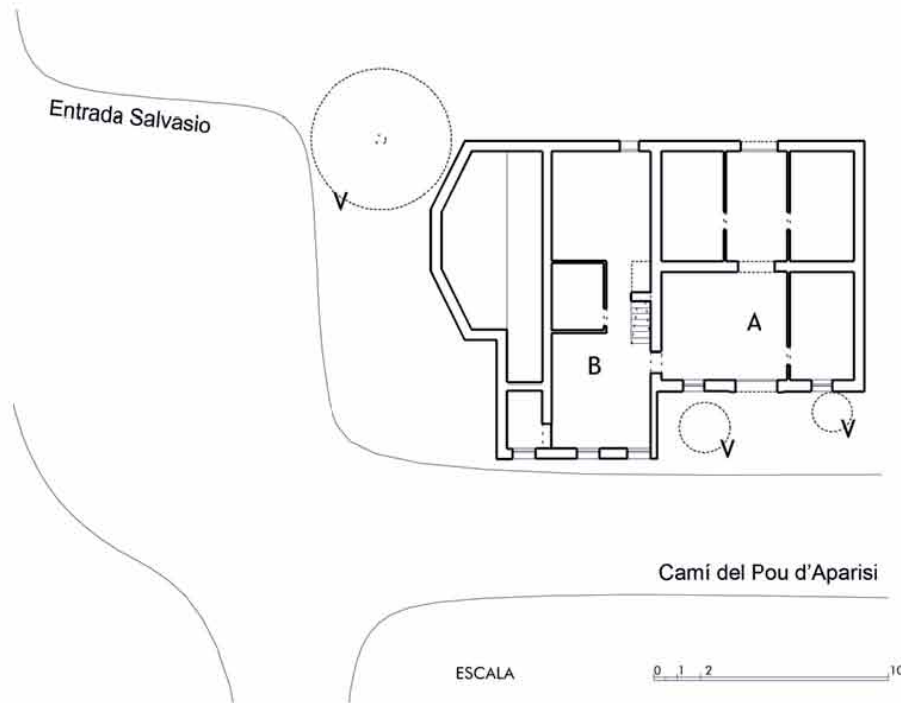 Entrada Salvasio
V
A
B
V
V
Camí del Pou d'Aparisi
ESCALA
0 1 2 10